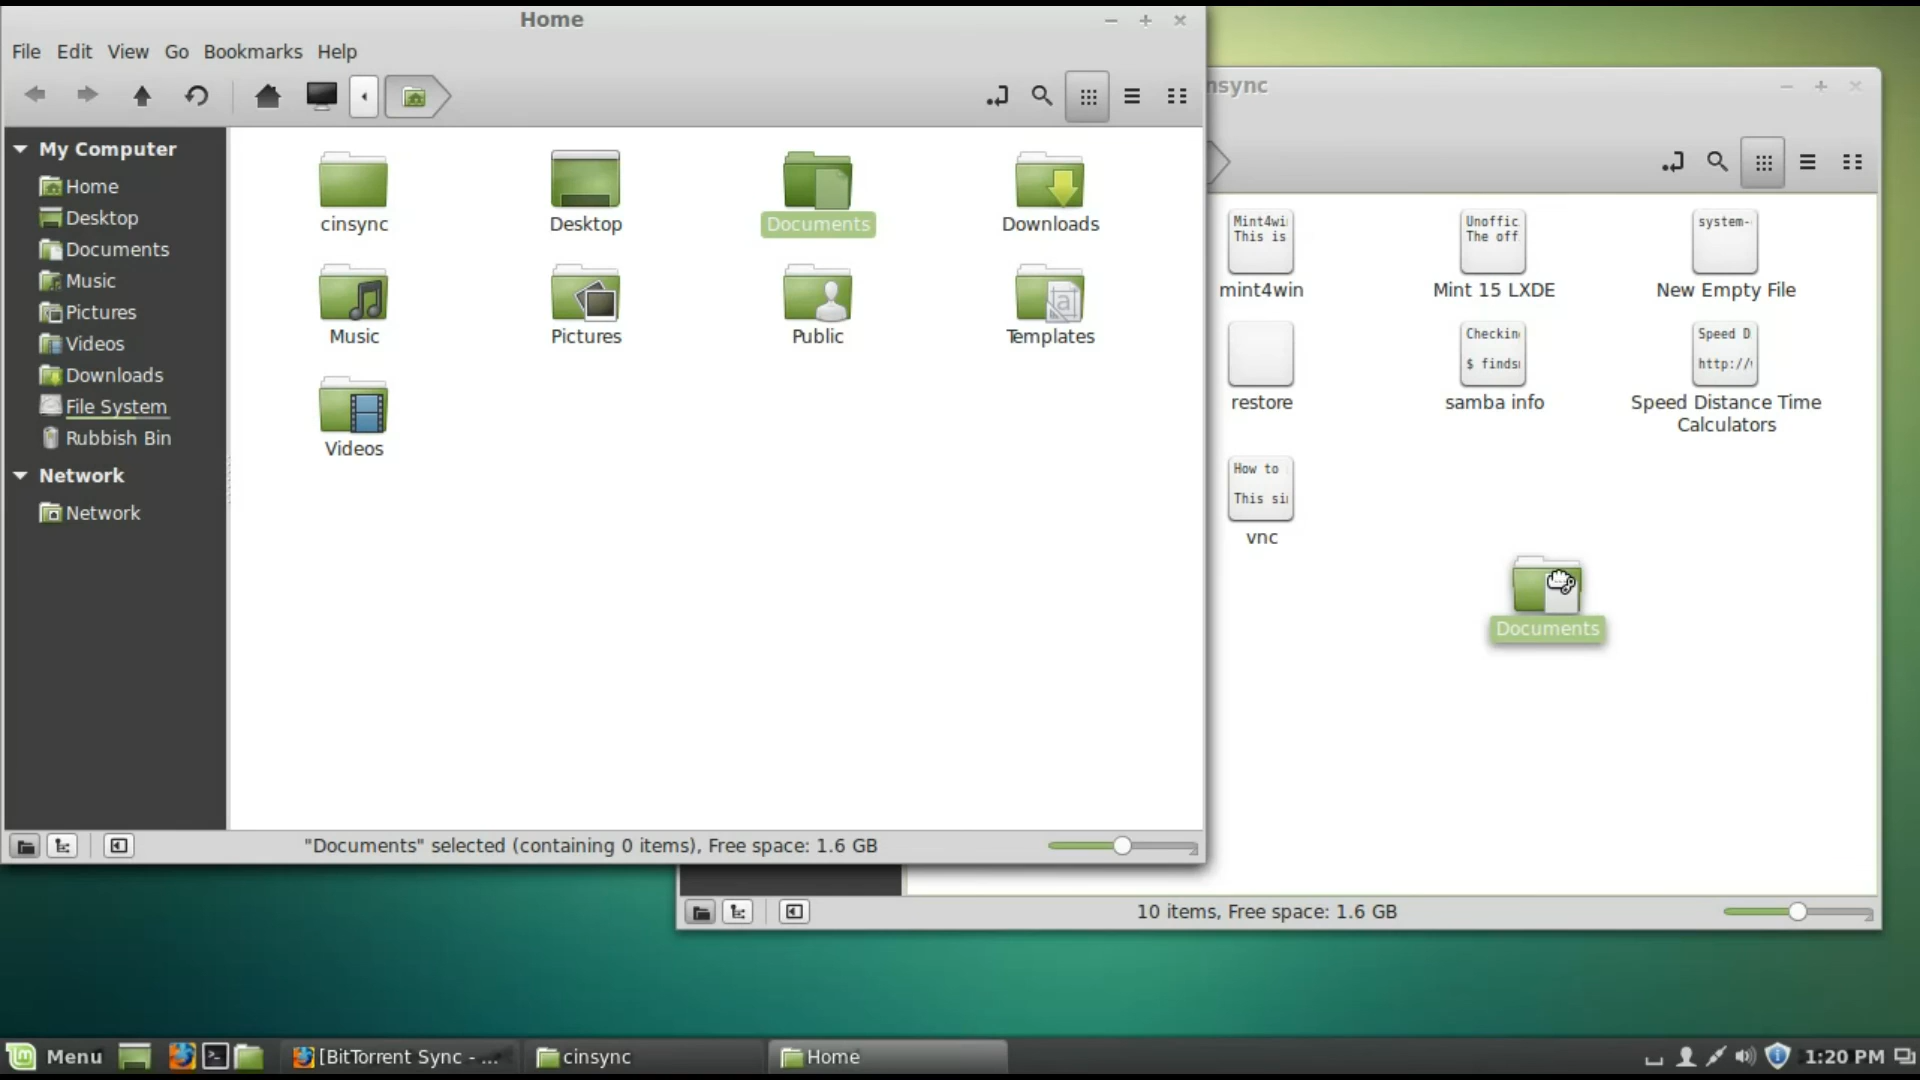 Home
File Edit View Go Bookmarks Help
My Computer
Home
Desktop
Documents
Music
Pictures
Videos
Downloads
File System
Rubbish Bin
Network
Network
cinsync Desktop Documents Downloads
Music Pictures Public Templates
Videos
"Documents" selected (containing 0 items), Free space: 1.6 GB
nsync
Mint4wi
This is
Unoffic
The off
system-
mint4win Mint 15 LXDE New Empty File
Checkin
$ finds
Speed D
http://
restore samba info Speed Distance Time
Calculators
How to
This si
vnc
Documents
10 items, Free space: 1.6 GB
Menu [BitTorrent Sync - ... cinsync Home 1:20 PM